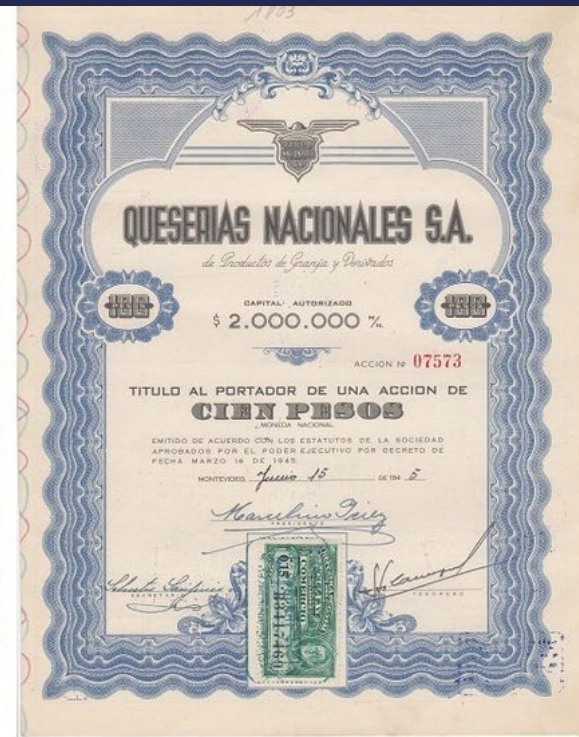 1803
QUESERIAS NACIONALES S.A.
de Productos de Granja y Derivados
100
100
CAPITAL AUTORIZADO
$ 2.000.000 M/N.
ACCION Nº 07573
TITULO AL PORTADOR DE UNA ACCION DE
CIEN PESOS
MONEDA NACIONAL
EMITIDO DE ACUERDO CON LOS ESTATUTOS DE LA SOCIEDAD
APROBADOS POR EL PODER EJECUTIVO POR DECRETO DE
FECHA MARZO 16 DE 1945
MONTEVIDEO, Junio 15 DE 194 5
PRESIDENTE
SECRETARIO
TESORERO